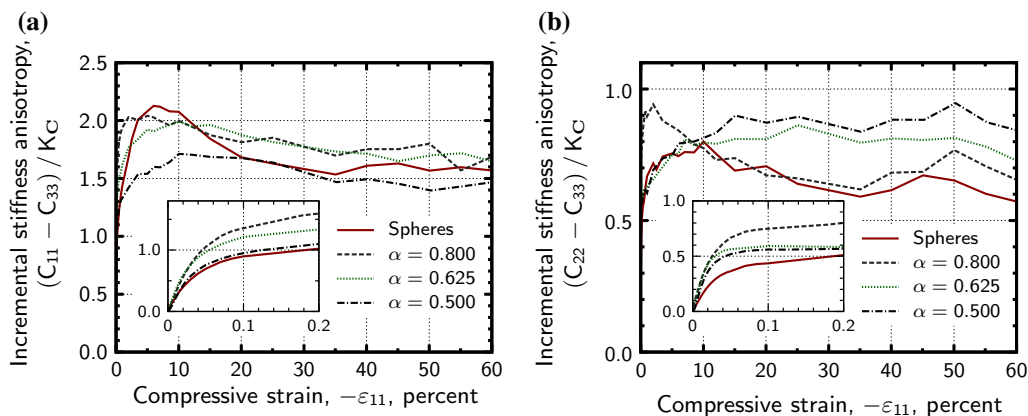 (a)
Incremental stiffness anisotropy,
(C11 − C33) / KC
2.5
2.0
1.5
1.0
0.5
0.0
0 10 20 30 40 50 60
Compressive strain, −ε11, percent
1.0
0.0
0 0.1 0.2
Spheres
α = 0.800
α = 0.625
α = 0.500
(b)
Incremental stiffness anisotropy,
(C22 − C33) / KC
1.0
0.5
0.0
0 10 20 30 40 50 60
Compressive strain, −ε11, percent
1.0
0.5
0.0
0 0.1 0.2
Spheres
α = 0.800
α = 0.625
α = 0.500